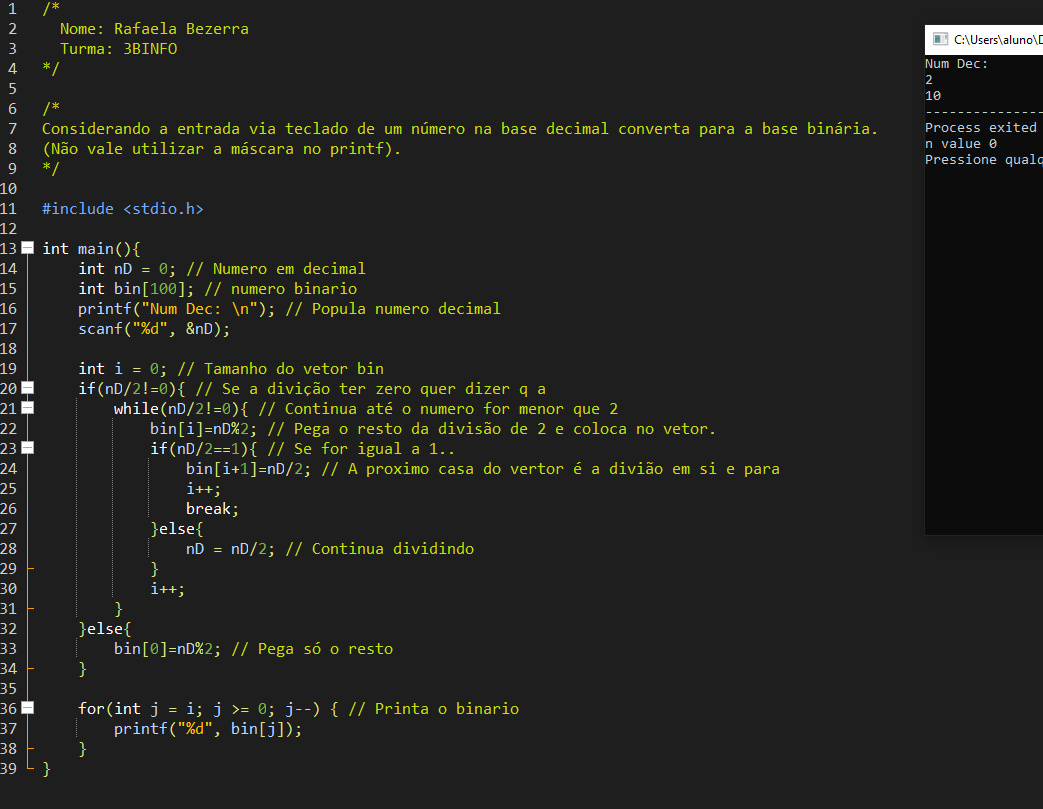 1 /*
2 Nome: Rafaela Bezerra
3 Turma: 3BINFO
4 */
5
6 /*
7 Considerando a entrada via teclado de um número na base decimal converta para a base binária.
8 (Não vale utilizar a máscara no printf).
9 */
10
11 #include <stdio.h>
12
13 int main(){
14 int nD = 0; // Numero em decimal
15 int bin[100]; // numero binario
16 printf("Num Dec: \n"); // Popula numero decimal
17 scanf("%d", &nD);
18
19 int i = 0; // Tamanho do vetor bin
20 if(nD/2!=0){ // Se a divição ter zero quer dizer q a
21 while(nD/2!=0){ // Continua até o numero for menor que 2
22 bin[i]=nD%2; // Pega o resto da divisão de 2 e coloca no vetor.
23 if(nD/2==1){ // Se for igual a 1..
24 bin[i+1]=nD/2; // A proximo casa do vertor é a divião em si e para
25 i++;
26 break;
27 }else{
28 nD = nD/2; // Continua dividindo
29 }
30 i++;
31 }
32 }else{
33 bin[0]=nD%2; // Pega só o resto
34 }
35
36 for(int j = i; j >= 0; j--) { // Printa o binario
37 printf("%d", bin[j]);
38 }
39 }
C:\Users\aluno\D
Num Dec:
2
10
--------------
Process exited
n value 0
Pressione qualq